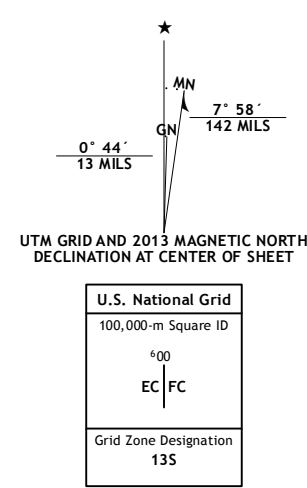 ★
MN
7° 58´
142 MILS
GN
0° 44´
13 MILS
UTM GRID AND 2013 MAGNETIC NORTH
DECLINATION AT CENTER OF SHEET
U.S. National Grid
100,000-m Square ID
⁶00
EC FC
Grid Zone Designation
13S